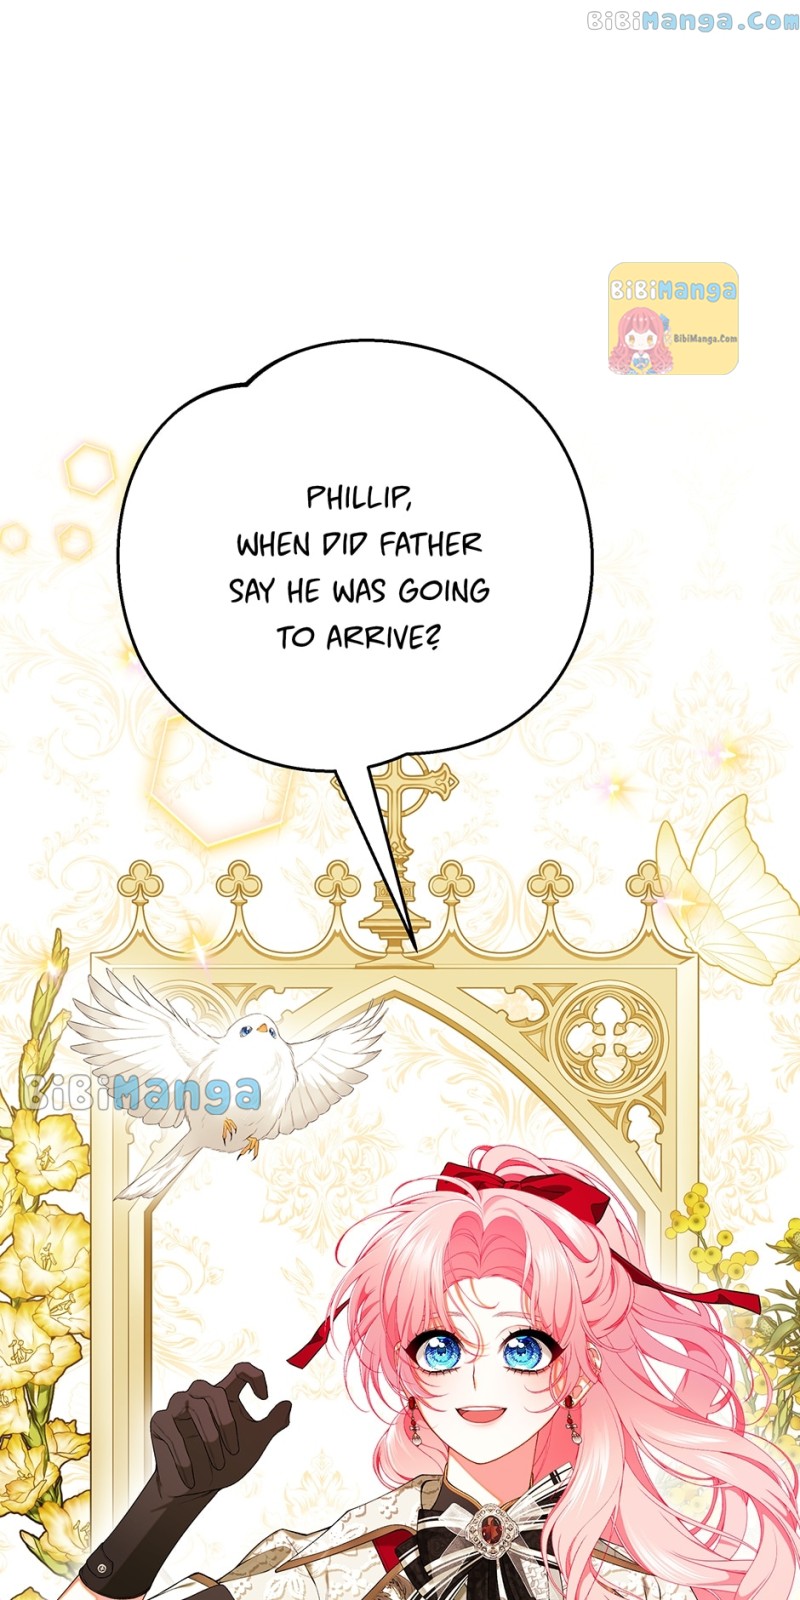 BiBiManga.Com
BiBiManga
BibiManga.Com
PHILLIP,
WHEN DID FATHER
SAY HE WAS GOING
TO ARRIVE?
BiBiManga